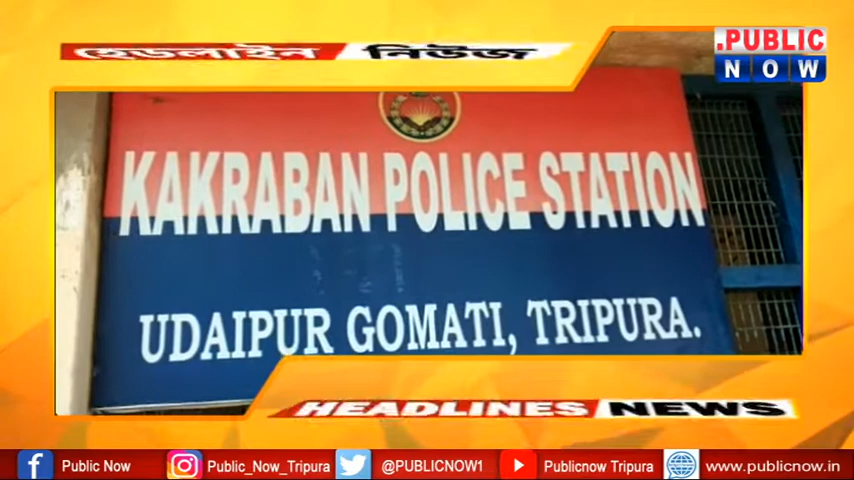 হেডলাইন নিউজ
.PUBLIC
NOW
KAKRABAN POLICE STATION
UDAIPUR GOMATI, TRIPURA.
HEADLINES NEWS
Public Now
Public_Now_Tripura
@PUBLICNOW1
Publicnow Tripura
www.publicnow.in